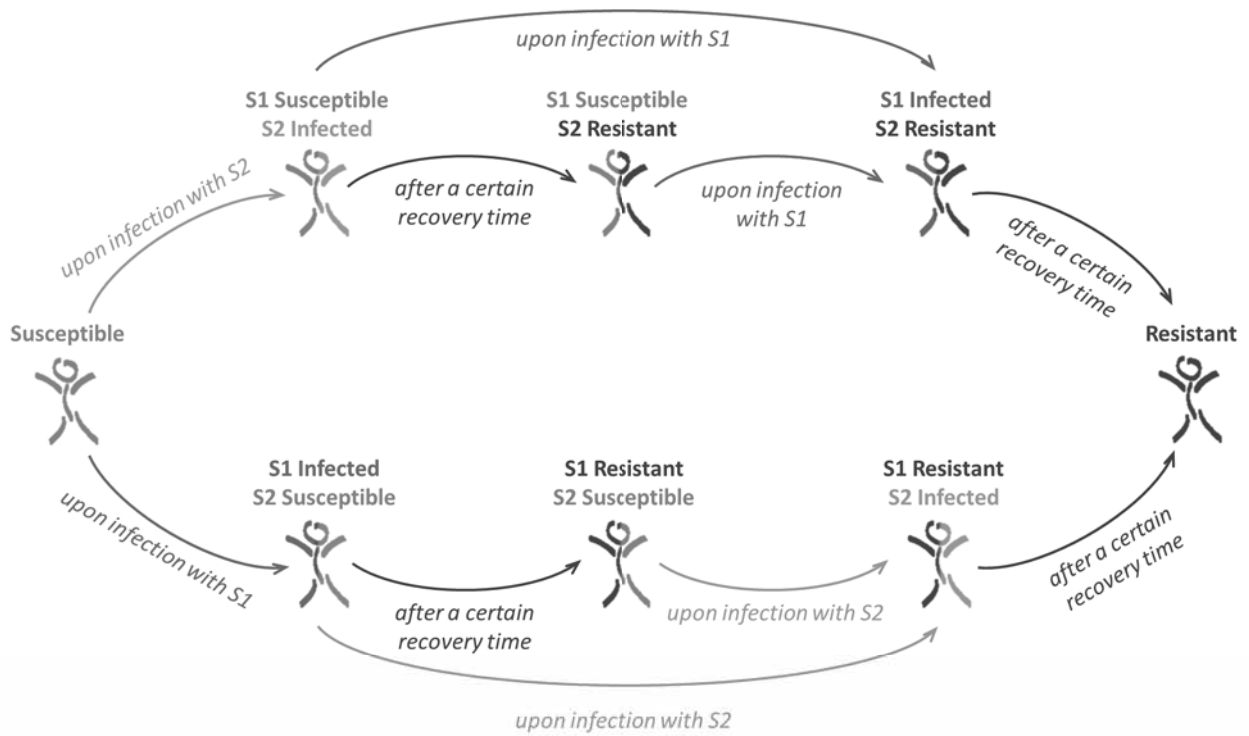 upon infection with S1
S1 Susceptible
S2 Infected
S1 Susceptible
S2 Resistant
S1 Infected
S2 Resistant
upon infection with S2
after a certain
recovery time
upon infection
with S1
after a certain
recovery time
Susceptible
Resistant
upon infection with S1
S1 Infected
S2 Susceptible
S1 Resistant
S2 Susceptible
S1 Resistant
S2 Infected
after a certain
recovery time
upon infection with S2
after a certain
recovery time
upon infection with S2